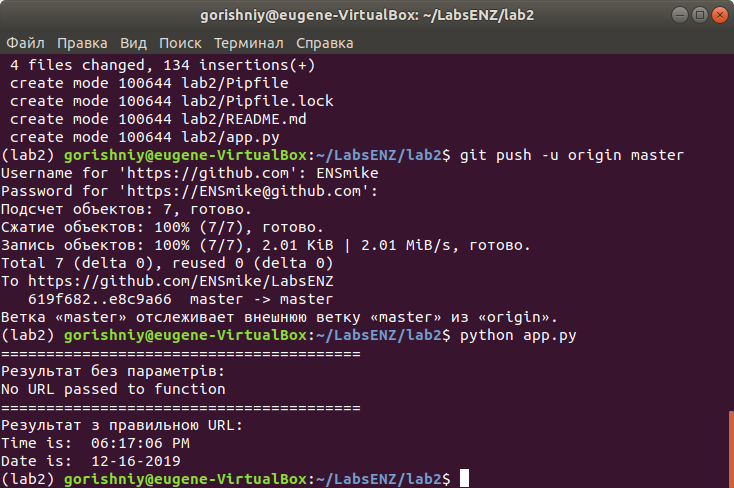 gorishniy@eugene-VirtualBox: ~/LabsENZ/lab2
Файл Правка Вид Поиск Терминал Справка
4 files changed, 134 insertions(+)
create mode 100644 lab2/Pipfile
create mode 100644 lab2/Pipfile.lock
create mode 100644 lab2/README.md
create mode 100644 lab2/app.py
(lab2) gorishniy@eugene-VirtualBox:~/LabsENZ/lab2$ git push -u origin master
Username for 'https://github.com': ENSmike
Password for 'https://ENSmike@github.com':
Подсчет объектов: 7, готово.
Сжатие объектов: 100% (7/7), готово.
Запись объектов: 100% (7/7), 2.01 KiB | 2.01 MiB/s, готово.
Total 7 (delta 0), reused 0 (delta 0)
To https://github.com/ENSmike/LabsENZ
   619f682..e8c9a66  master -> master
Ветка «master» отслеживает внешнюю ветку «master» из «origin».
(lab2) gorishniy@eugene-VirtualBox:~/LabsENZ/lab2$ python app.py
========================================
Результат без параметрів:
No URL passed to function
========================================
Результат з правильною URL:
Time is:  06:17:06 PM
Date is:  12-16-2019
(lab2) gorishniy@eugene-VirtualBox:~/LabsENZ/lab2$